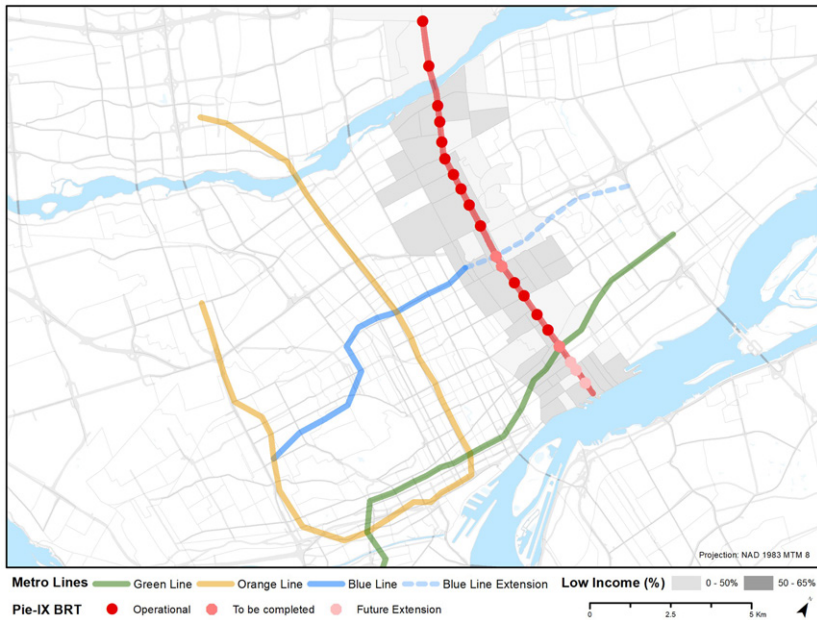 Projection: NAD 1983 MTM 8
Metro Lines Green Line Orange Line Blue Line Blue Line Extension Low Income (%) 0 - 50% 50 - 65%
Pie-IX BRT Operational To be completed Future Extension 0 2.5 5 Km